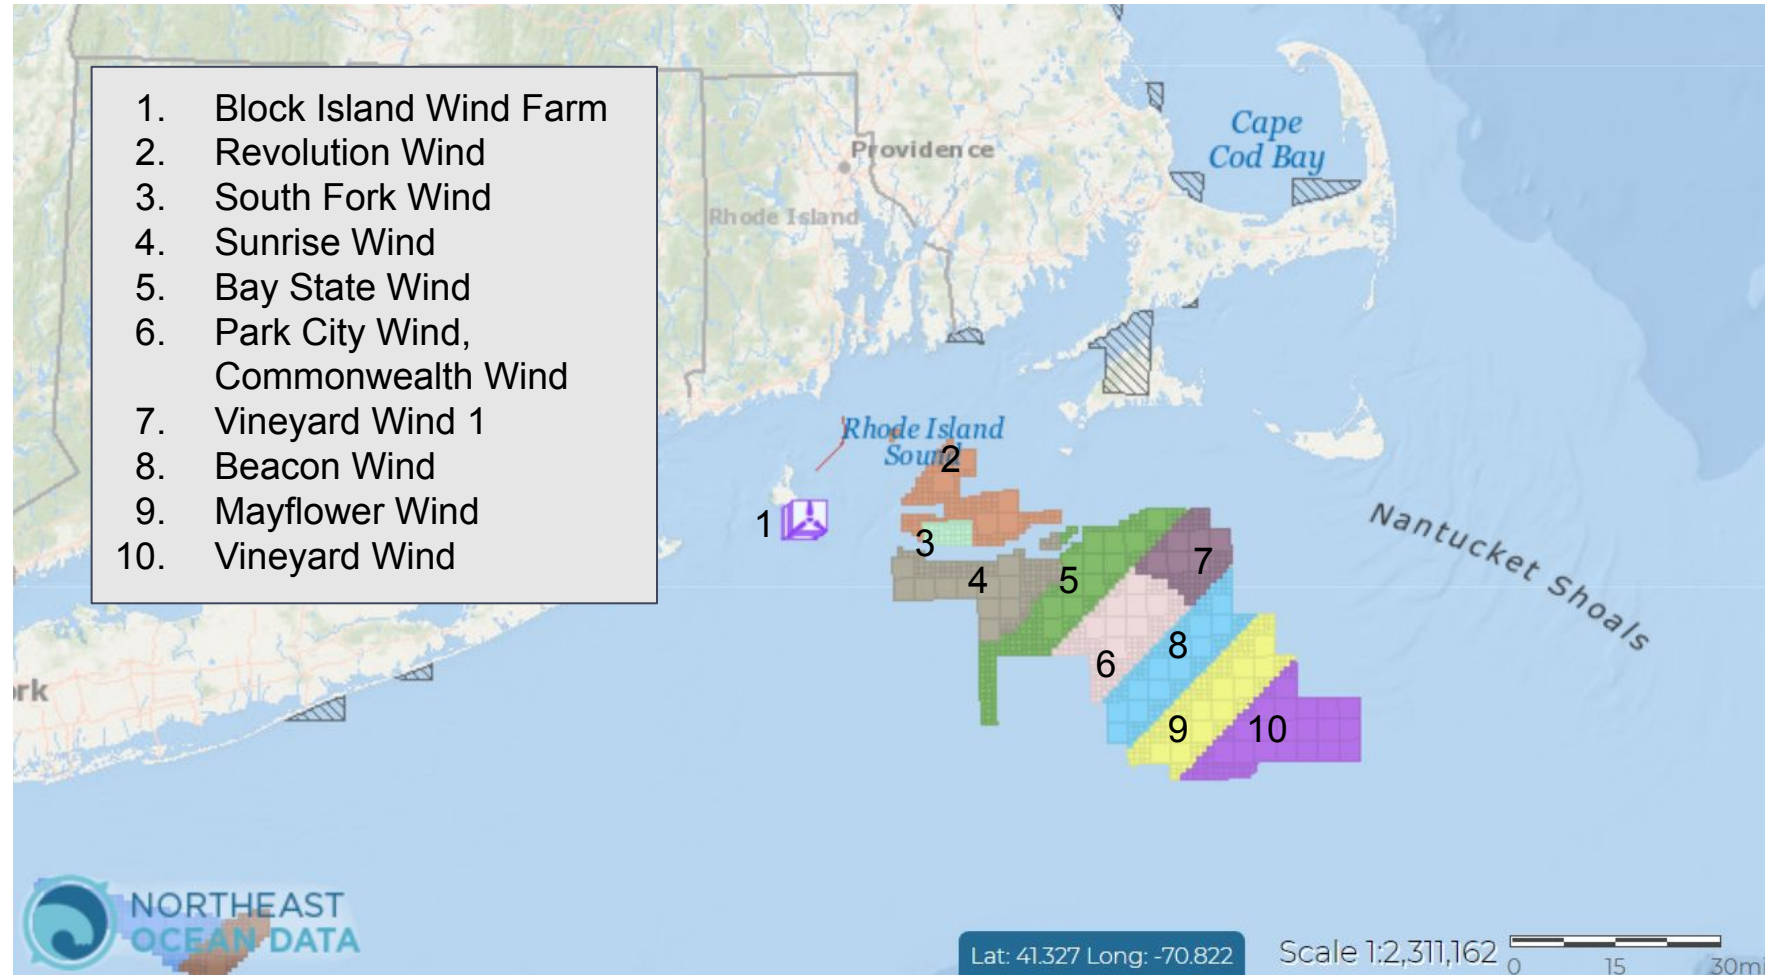 1. Block Island Wind Farm
2. Revolution Wind
3. South Fork Wind
4. Sunrise Wind
5. Bay State Wind
6. Park City Wind,
Commonwealth Wind
7. Vineyard Wind 1
8. Beacon Wind
9. Mayflower Wind
10. Vineyard Wind
Cape
Cod Bay
Providence
Rhode Island
Rhode Island
Sound
2
1
3
4
5
7
6
8
9
10
Nantucket Shoals
rk
NORTHEAST
OCEAN DATA
Lat: 41.327 Long: -70.822
Scale 1:2,311,162
0 15 30mi